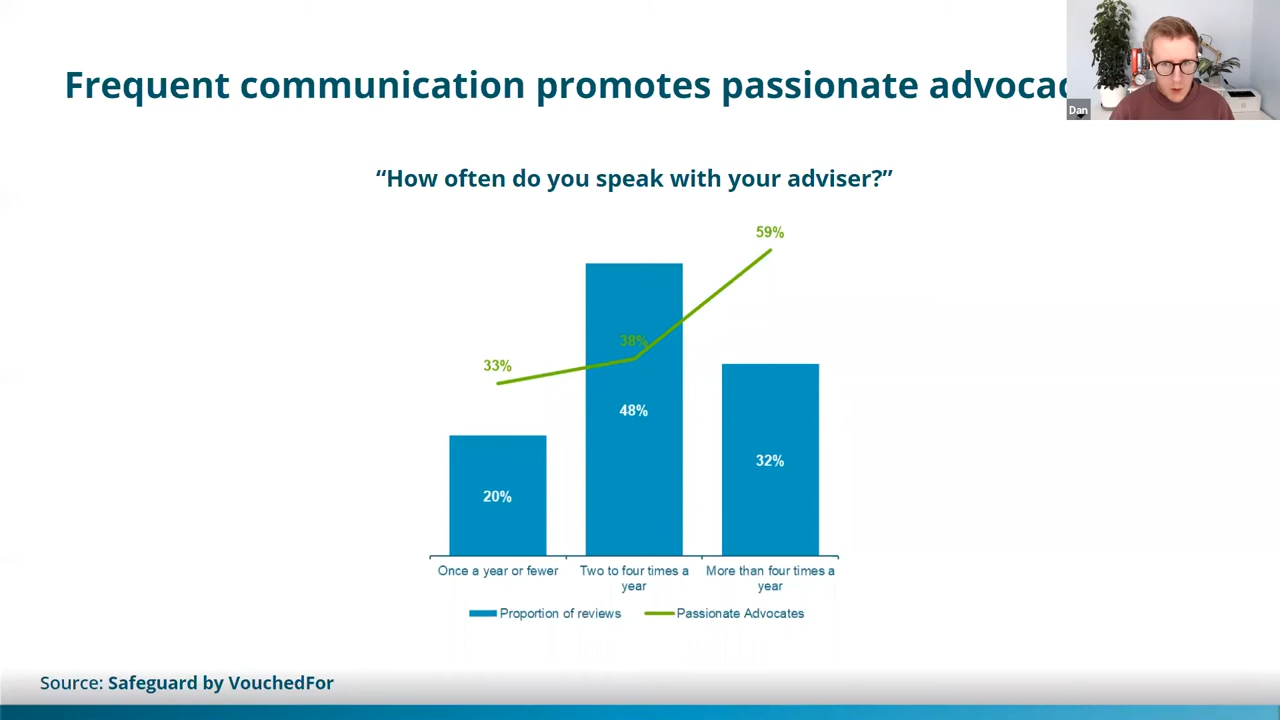 Frequent communication promotes passionate
Dan
“How often do you speak with your adviser?”
59%
38%
33%
48%
32%
20%
Once a year or fewer
Two to four times a
year
More than four times a
year
Proportion of reviews
Passionate Advocates
Source: Safeguard by VouchedFor